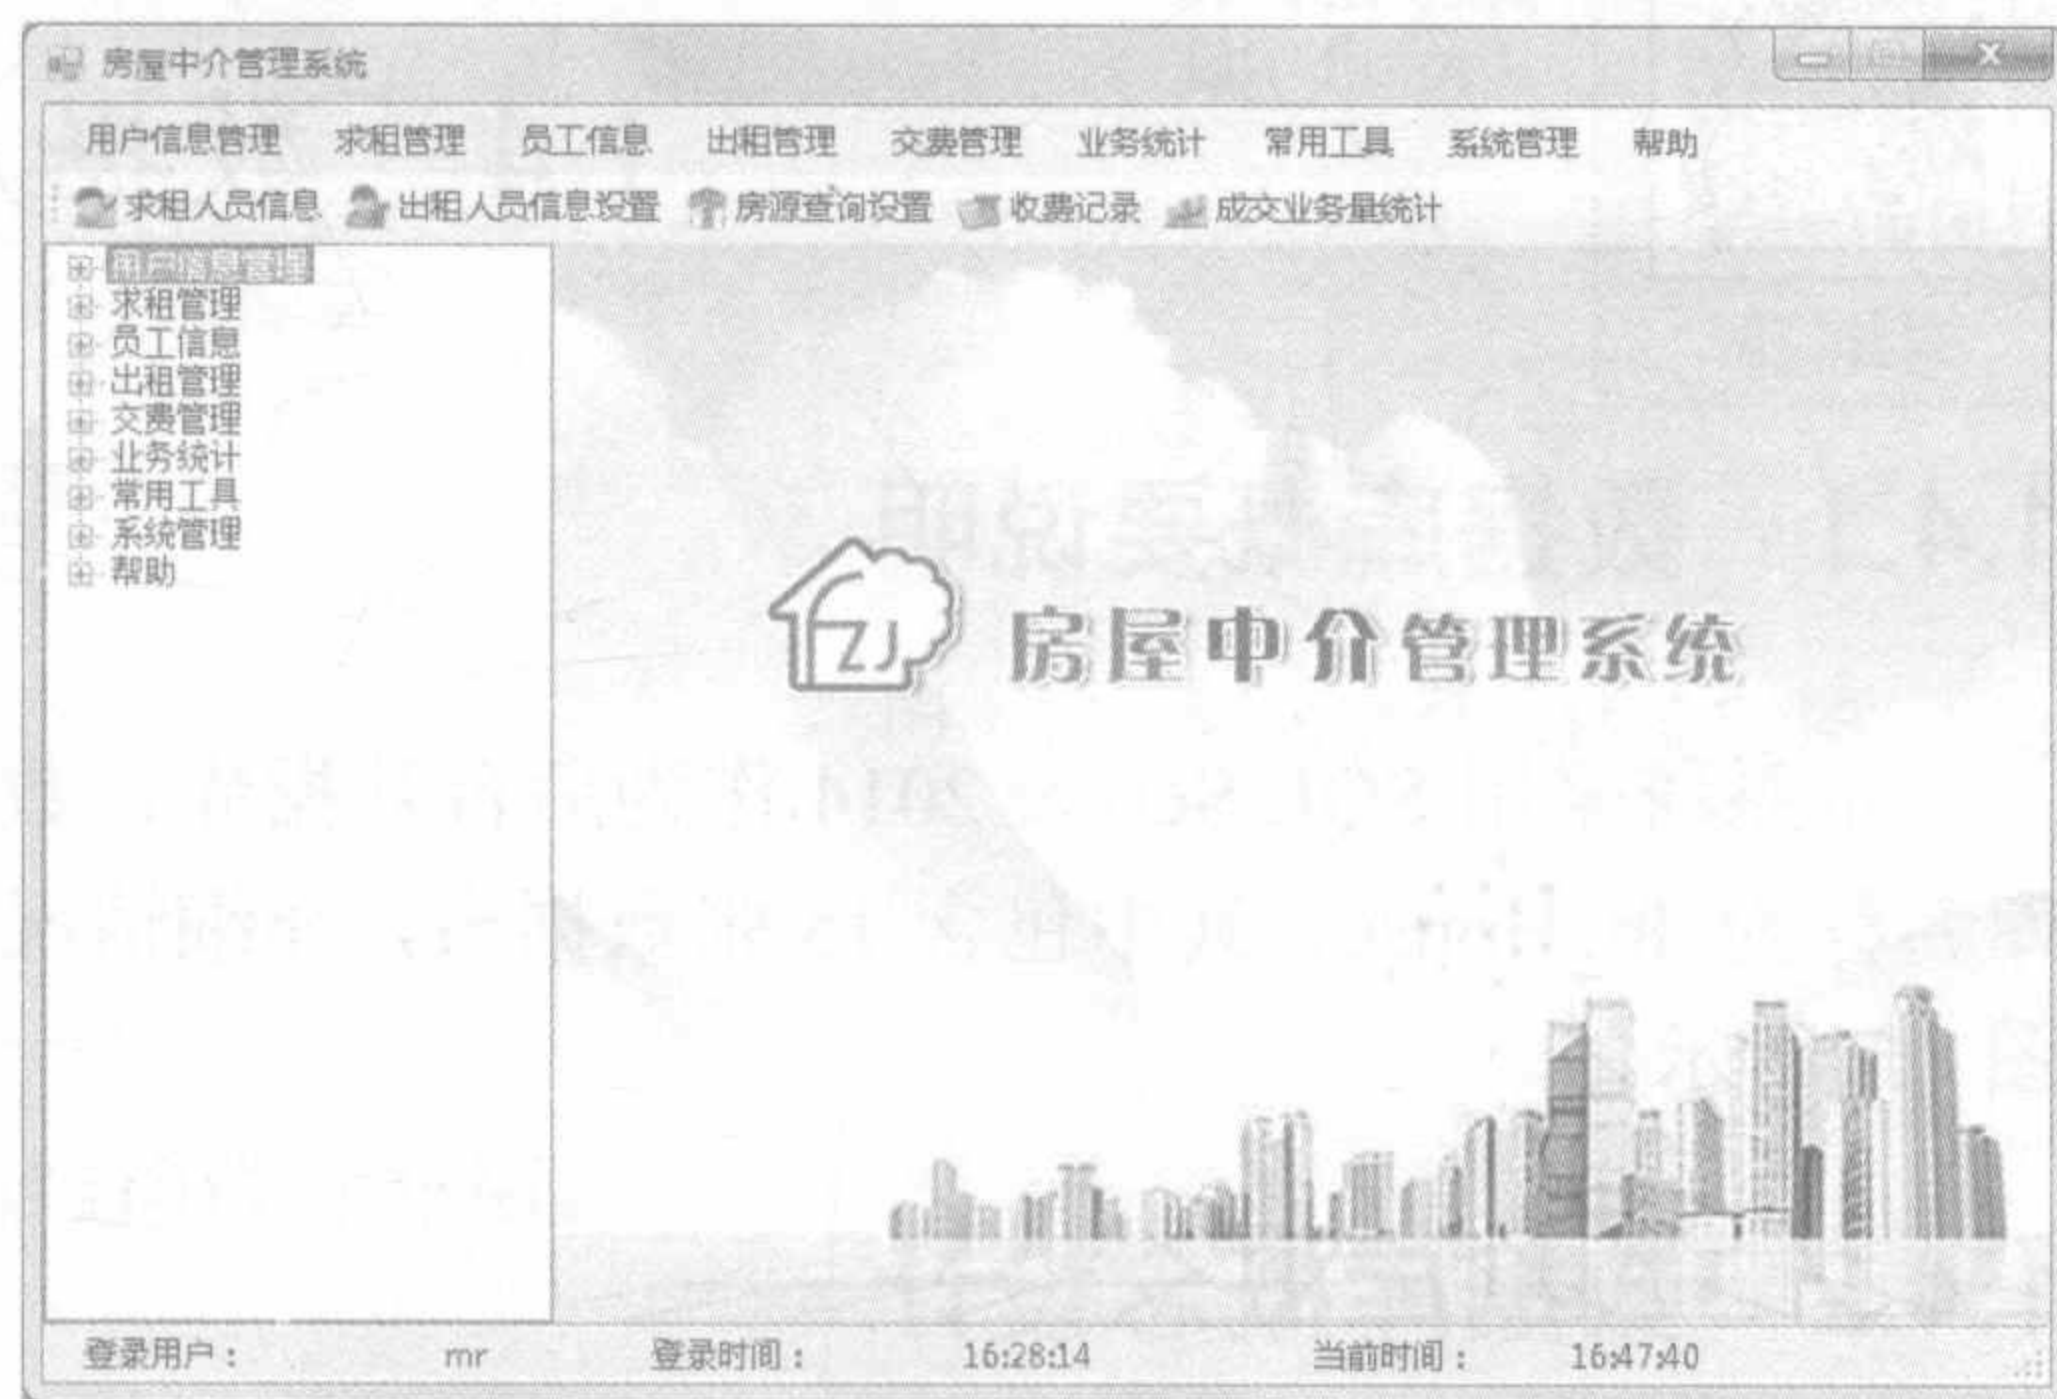 房屋中介管理系统
用户信息管理 求租管理 员工信息 出租管理 交费管理 业务统计 常用工具 系统管理 帮助
求租人员信息 出租人员信息设置 房源查询设置 收费记录 成交业务量统计
用户信息管理
求租管理
员工信息
出租管理
交费管理
业务统计
常用工具
系统管理
帮助
ZJ 房屋中介管理系统
登录用户： mr 登录时间： 16:28:14 当前时间： 16:47:40